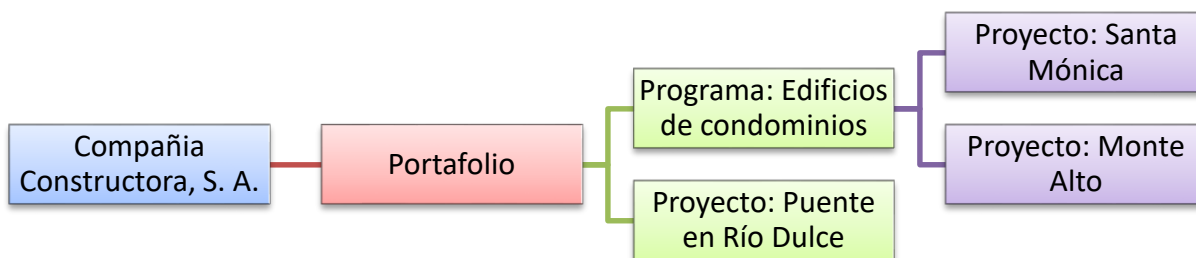 Compañia
Constructora, S. A.
Portafolio
Programa: Edificios
de condominios
Proyecto: Santa
Mónica
Proyecto: Monte
Alto
Proyecto: Puente
en Río Dulce